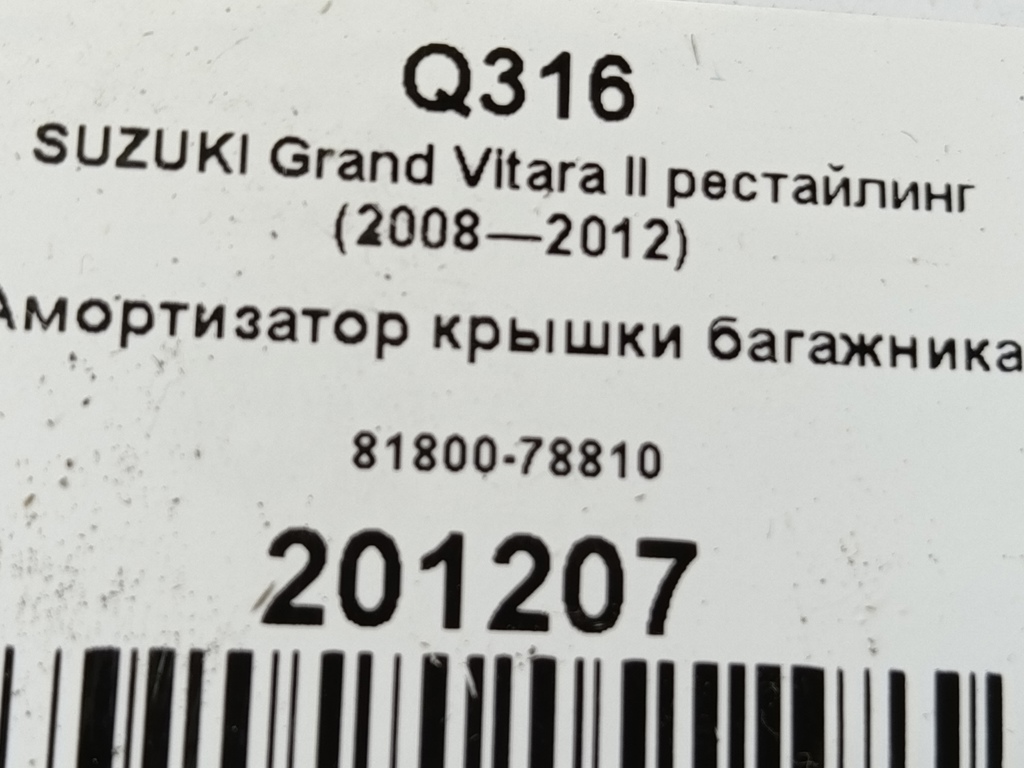 Q316
SUZUKI Grand Vitara II рестайлинг
(2008—2012)
Амортизатор крышки багажника
81800-78810
201207